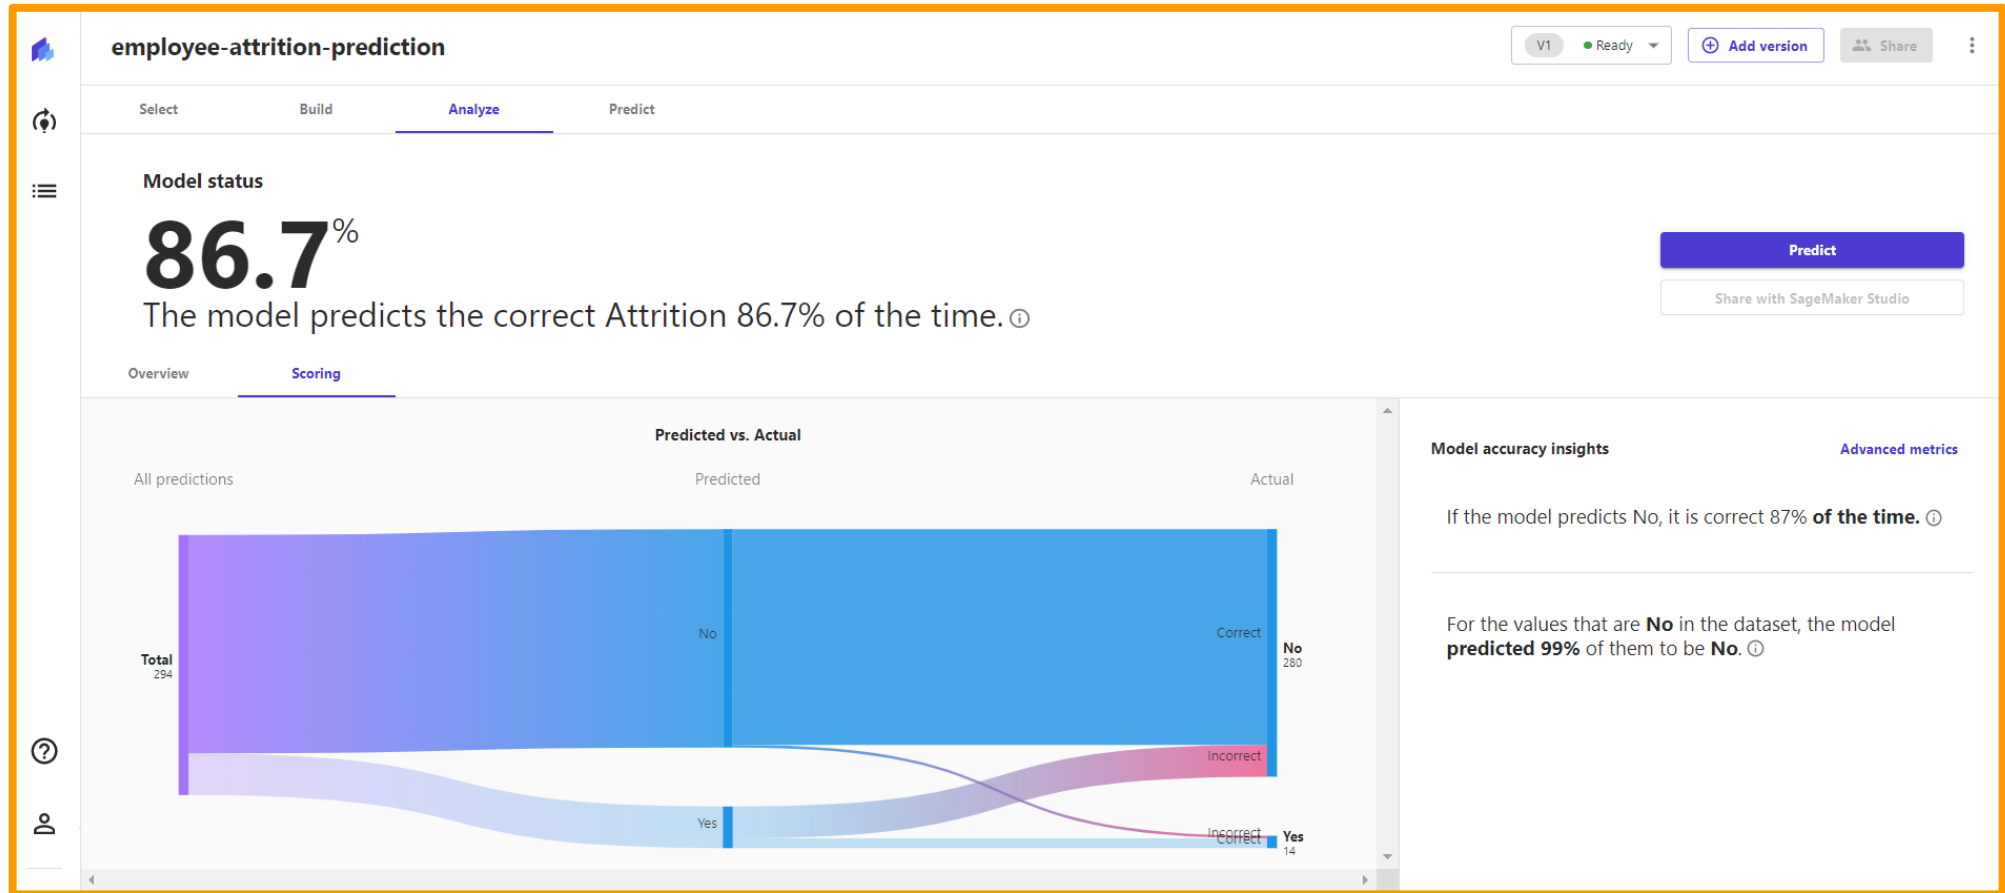 employee-attrition-prediction
V1 Ready
Add version
Share
Select Build Analyze Predict
Model status
86.7%
The model predicts the correct Attrition 86.7% of the time.
Predict
Share with SageMaker Studio
Overview Scoring
Predicted vs. Actual
All predictions Predicted Actual
No
Correct
Total
294
No
280
Incorrect
Yes
Incorrect
Correct
Yes
14
Model accuracy insights Advanced metrics
If the model predicts No, it is correct 87% of the time.
For the values that are No in the dataset, the model
predicted 99% of them to be No.